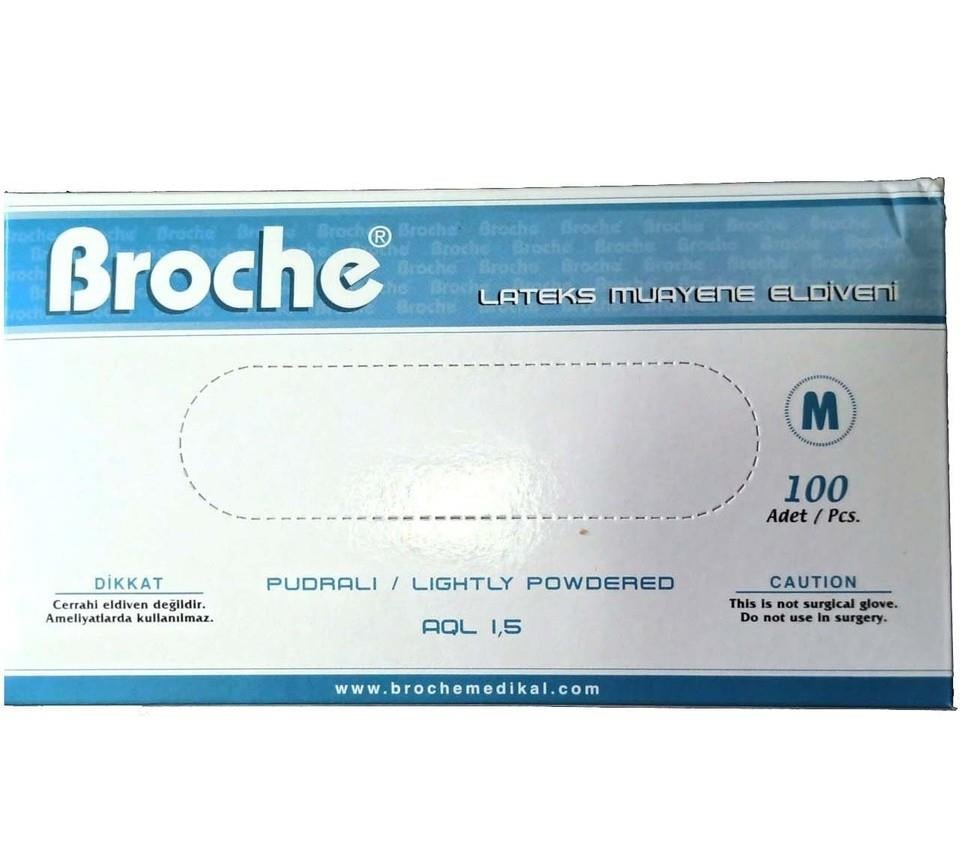 Broche®
LATEKS MUAYENE ELDİVENİ
M
100
Adet / Pcs.
DİKKAT
Cerrahi eldiven değildir.
Ameliyatlarda kullanılmaz.
PUDRALI / LIGHTLY POWDERED
AQL 1,5
CAUTION
This is not surgical glove.
Do not use in surgery.
www.brochemedikal.com